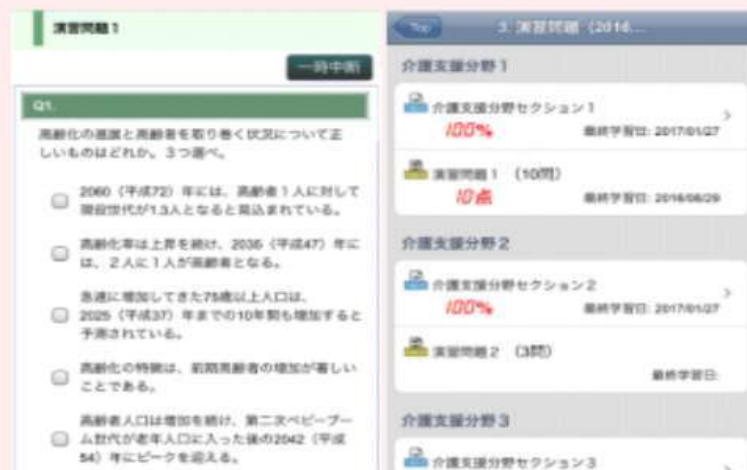 演習問題1
一時中断
Q1.
高齢化の進展と高齢者を取り巻く状況について正
しいものはどれか。3つ選べ。
2060（平成72）年には、高齢者1人に対して
現役世代が1.3人となると見込まれている。
高齢化率は上昇を続け、2035（平成47）年に
は、2人に1人が高齢者となる。
急速に増加してきた75歳以上人口は、
2025（平成37）年までの10年間も増加すると
予測されている。
高齢化の特徴は、前期高齢者の増加が著しい
ことである。
高齢者人口は増加を続け、第二次ベビーブー
ム世代が老年人口に入った後の2042（平成
54）年にピークを迎える。
Top
3. 演習問題（2016...
介護支援分野1
介護支援分野セクション1
100%
最終学習日: 2017/01/27
演習問題1 （10問）
10点
最終学習日: 2016/06/29
介護支援分野2
介護支援分野セクション2
100%
最終学習日: 2017/01/27
演習問題2 （3問）
最終学習日:
介護支援分野3
介護支援分野セクション3